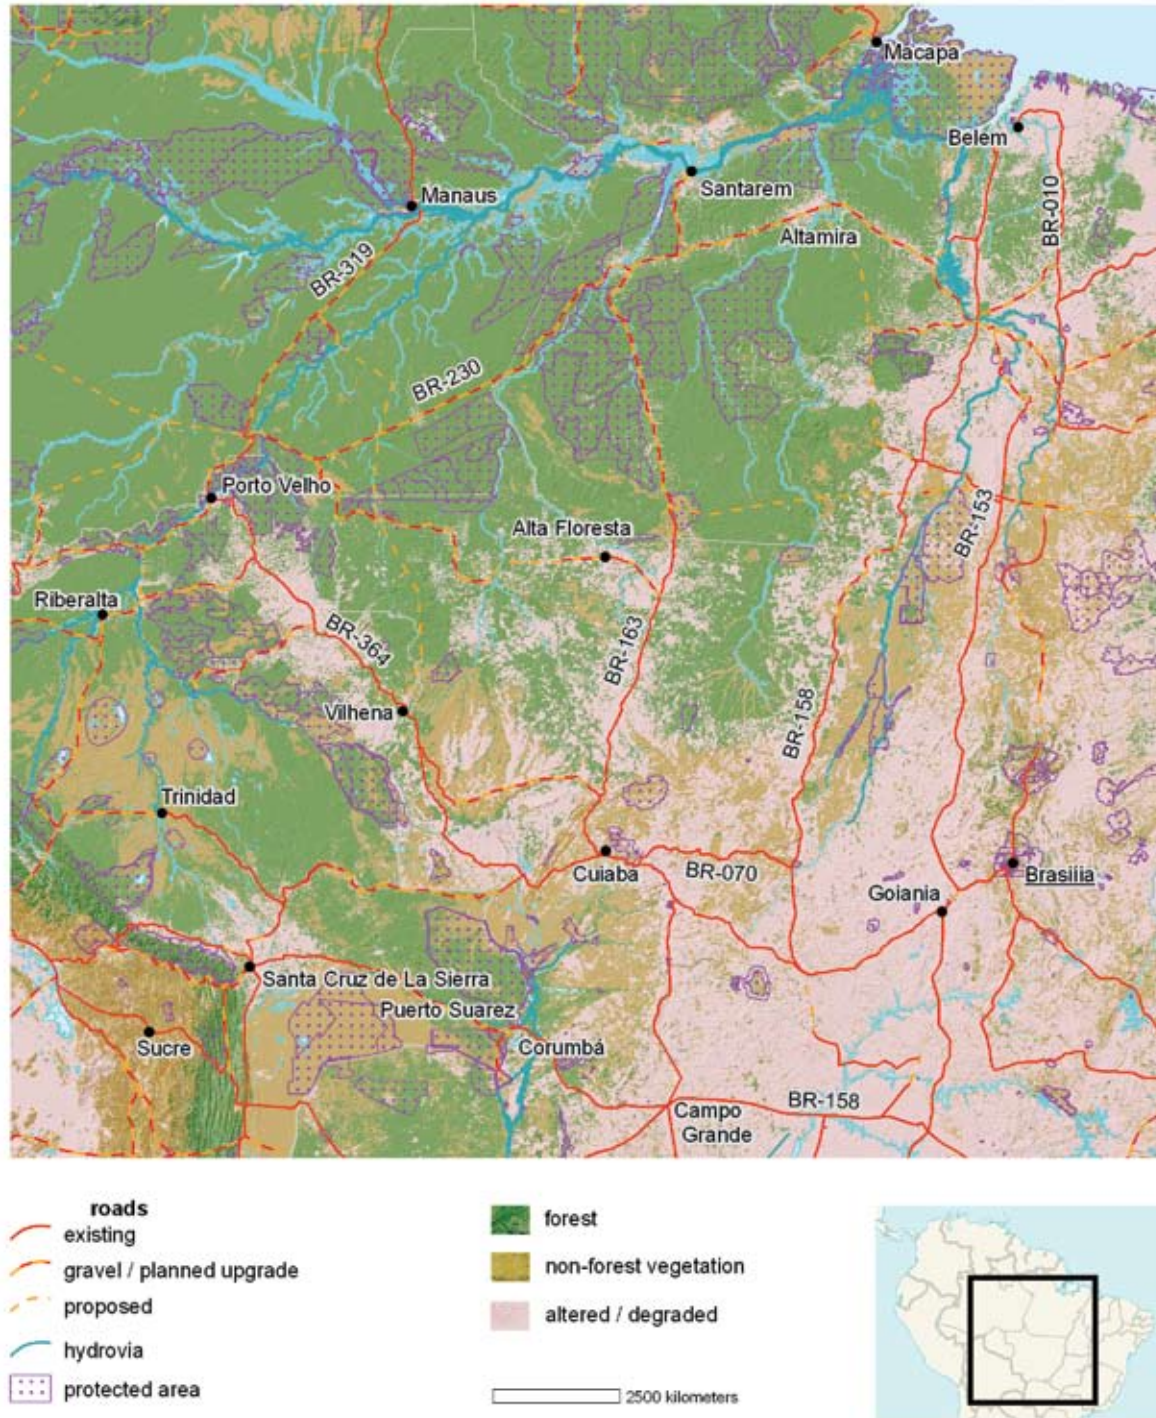 Macapa
Belem
Manaus
Santarem
BR-010
Altamira
BR-319
BR-230
Porto Velho
Alta Floresta
BR-153
Riberalta
BR-364
BR-163
Vilhena
BR-158
Trinidad
Cuiaba
BR-070
Brasilia
Goiania
Santa Cruz de La Sierra
Puerto Suarez
Sucre
Corumbá
BR-158
Campo
Grande
roads
existing
gravel / planned upgrade
proposed
hydrovia
protected area
forest
non-forest vegetation
altered / degraded
2500 kilometers